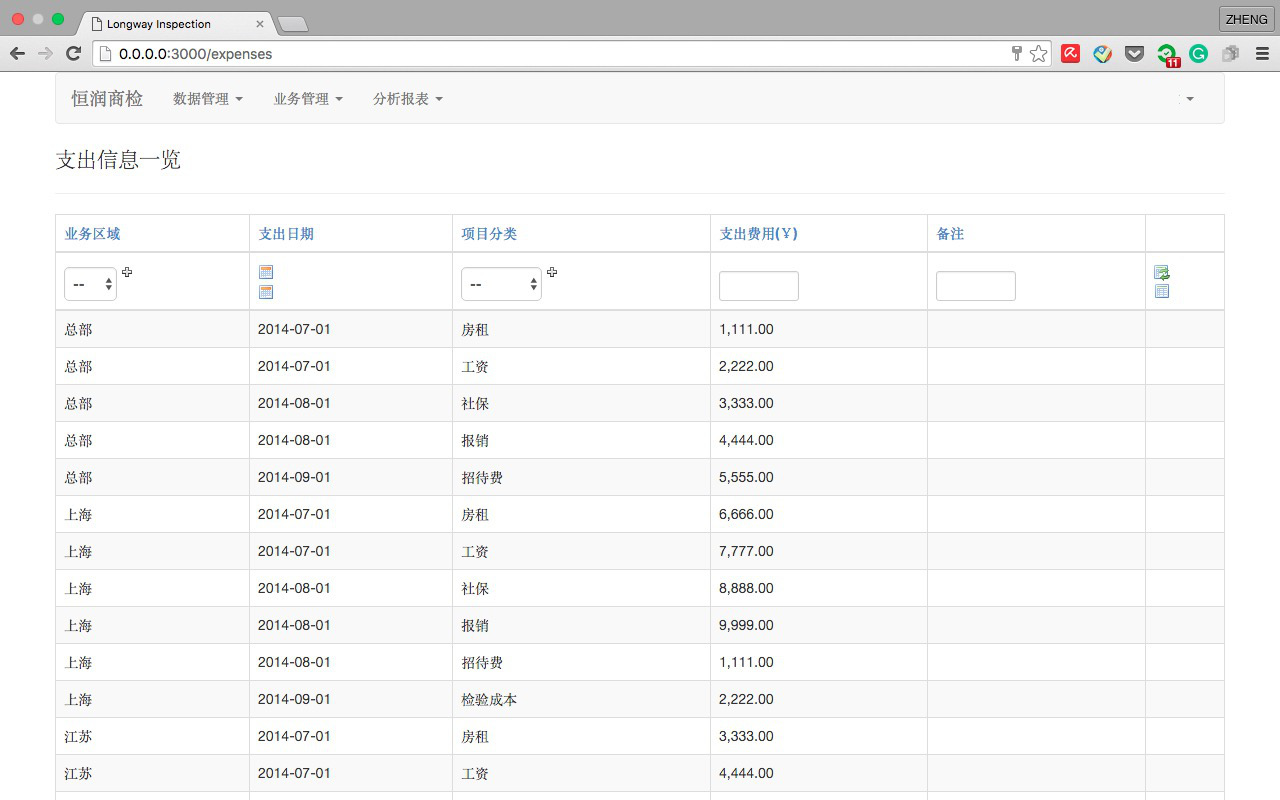 Longway Inspection
ZHENG
0.0.0.0:3000/expenses
11
恒润商检 数据管理 业务管理 分析报表
支出信息一览
业务区域 支出日期 项目分类 支出费用(￥) 备注
-- --
总部 2014-07-01 房租 1,111.00
总部 2014-07-01 工资 2,222.00
总部 2014-08-01 社保 3,333.00
总部 2014-08-01 报销 4,444.00
总部 2014-09-01 招待费 5,555.00
上海 2014-07-01 房租 6,666.00
上海 2014-07-01 工资 7,777.00
上海 2014-08-01 社保 8,888.00
上海 2014-08-01 报销 9,999.00
上海 2014-08-01 招待费 1,111.00
上海 2014-09-01 检验成本 2,222.00
江苏 2014-07-01 房租 3,333.00
江苏 2014-07-01 工资 4,444.00